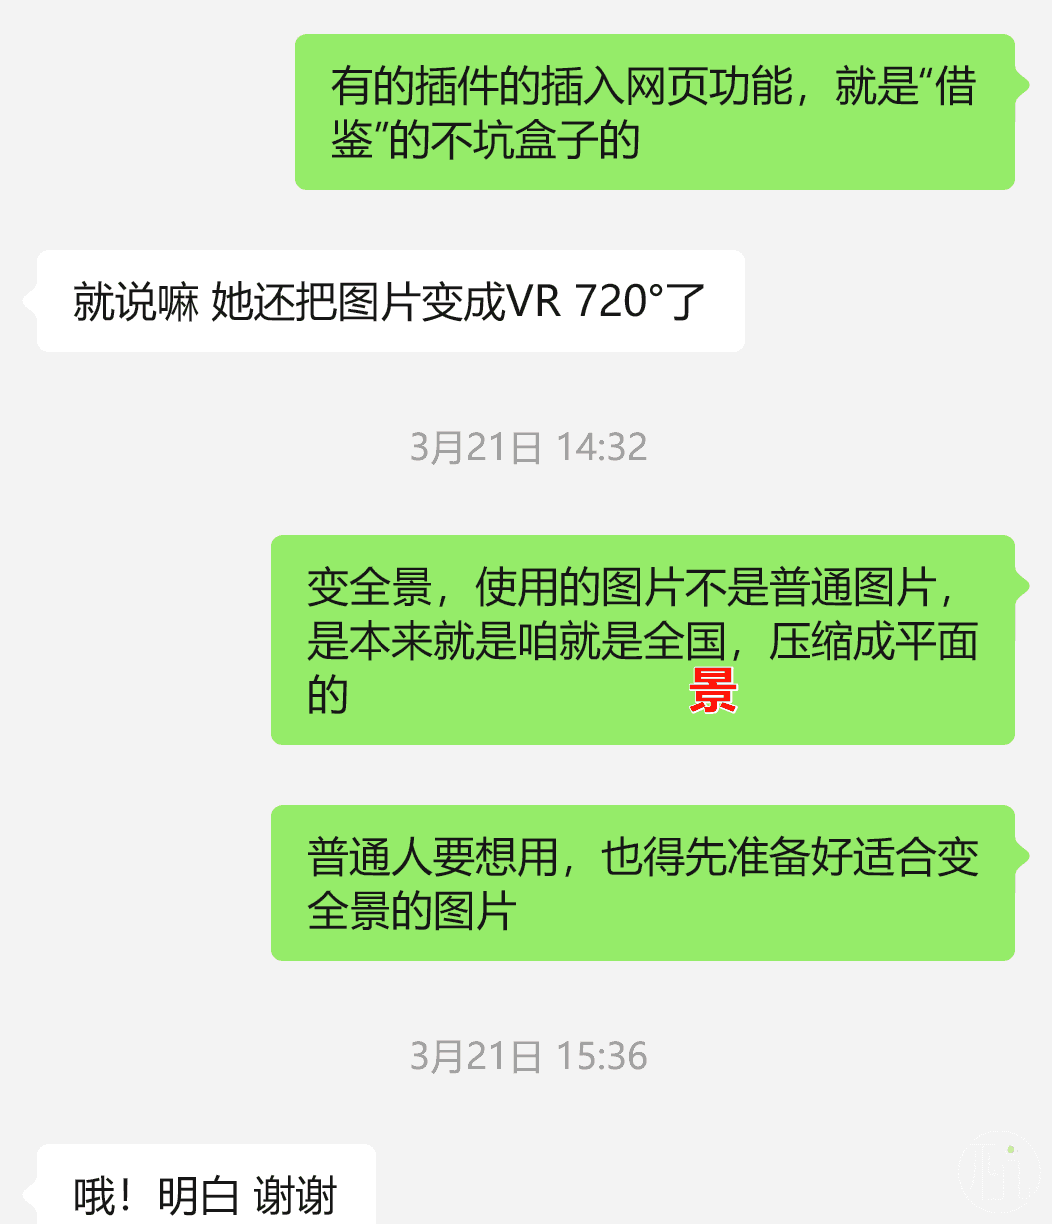 有的插件的插入网页功能，就是“借
鉴”的不坑盒子的
就说嘛 她还把图片变成VR 720°了
3月21日 14:32
变全景，使用的图片不是普通图片，
是本来就是咱就是全国，压缩成平面
的
景
普通人要想用，也得先准备好适合变
全景的图片
3月21日 15:36
哦！明白 谢谢